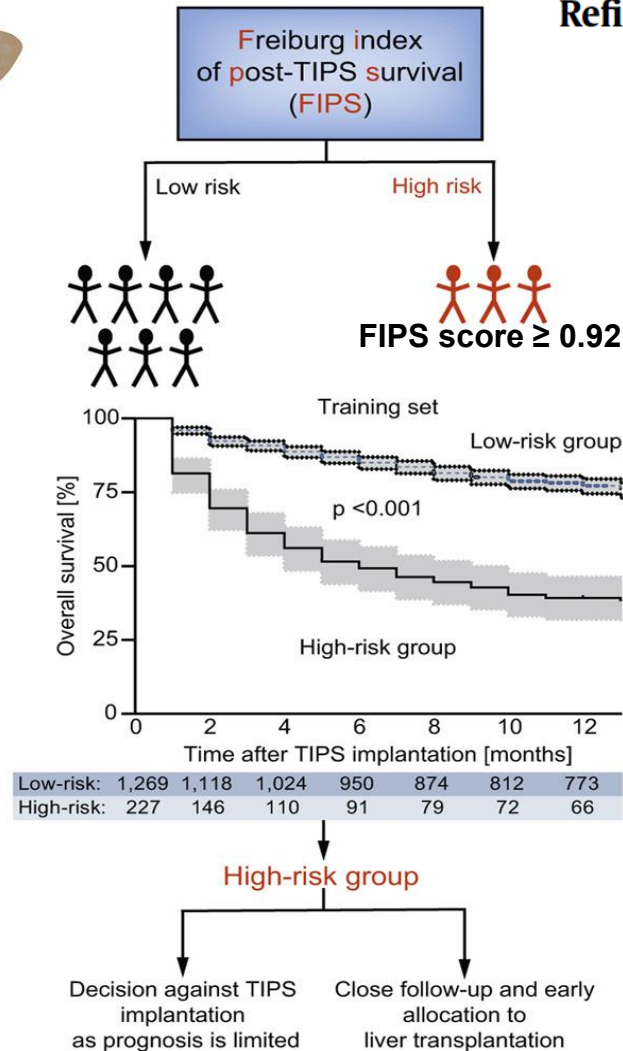 Refi
Freiburg index
of post-TIPS survival
(FIPS)
Low risk
High risk
FIPS score ≥ 0.92
Training set
100
Low-risk group
75
p <0.001
50
25
High-risk group
0
Overall survival [%]
0 2 4 6 8 10 12
Time after TIPS implantation [months]
Low-risk: 1,269 1,118 1,024 950 874 812 773
High-risk: 227 146 110 91 79 72 66
High-risk group
Decision against TIPS
implantation
as prognosis is limited
Close follow-up and early
allocation to
liver transplantation